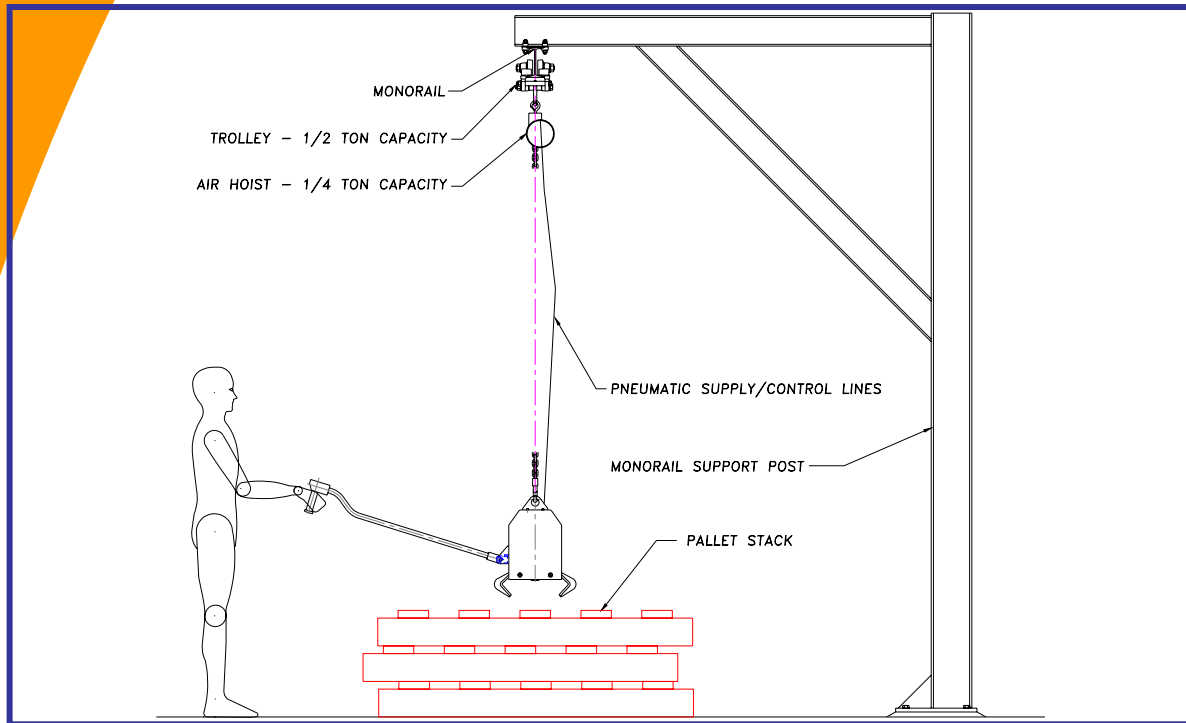 MONORAIL
TROLLEY - 1/2 TON CAPACITY
AIR HOIST - 1/4 TON CAPACITY
PNEUMATIC SUPPLY/CONTROL LINES
MONORAIL SUPPORT POST
PALLET STACK